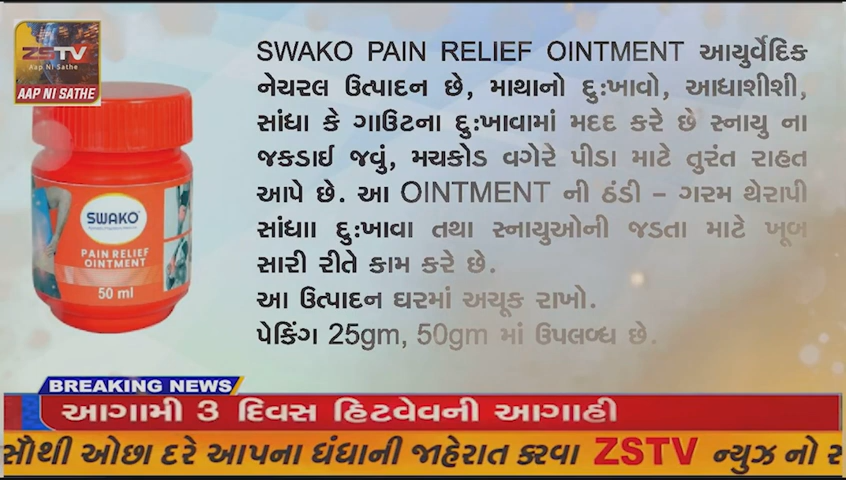 ZSTV
Aap Ni Sathe
AAP NI SATHE
SWAKO PAIN RELIEF OINTMENT આયુર્વેદિક
નેચરલ ઉત્પાદન છે, માથાનો દુઃખાવો, આધાશીશી,
સાંધા કે ગાઉટના દુઃખાવામાં મદદ કરે છે સ્નાયુ ના
જકડાઈ જવું, મચકોડ વગેરે પીડા માટે તુરંત રાહત
આપે છે. આ OINTMENT ની ઠંડી – ગરમ થેરાપી
સાંધાા દુઃખાવા તથા સ્નાયુઓની જડતા માટે ખૂબ
સારી રીતે કામ કરે છે.
આ ઉત્પાદન ઘરમાં અચૂક રાખો.
પેકિંગ 25gm, 50gm માં ઉપલબ્ધ છે.
SWAKO
PAIN RELIEF
OINTMENT
50 ml
BREAKING NEWS
આગામી 3 દિવસ હિટવેવની આગાહી
સૌથી ઓછા દરે આપના ધંધાની જાહેરાત કરવા ZSTV ન્યુઝ નો